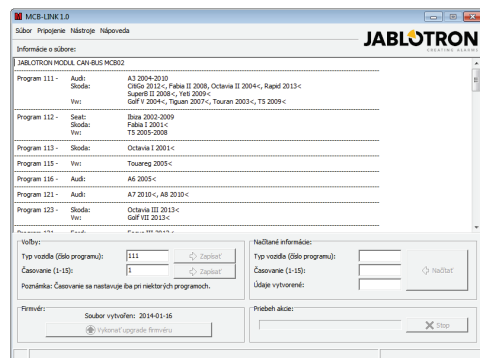 MCB-LINK 1.0
Súbor Pripojenie Nástroje Nápoveda
JABLOTRON
CREATING ALARMS
Informácie o súbore:
JABLOTRON MODUL CAN-BUS MCB02
Program 111 - Audi: A3 2004-2010
Skoda: CitiGo 2012<, Fabia II 2008, Octavia II 2004<, Rapid 2013<
SuperB II 2008<, Yeti 2009<
Vw: Golf V 2004<, Tiguan 2007<, Touran 2003<, T5 2009<
Program 112 - Seat: Ibiza 2002-2009
Skoda: Fabia I 2001<
Vw: T5 2005-2008
Program 113 - Skoda: Octavia I 2001<
Program 115 - Vw: Touareg 2005<
Program 116 - Audi: A6 2005<
Program 121 - Audi: A7 2010<, A8 2010<
Program 123 - Skoda: Octavia III 2013<
Vw: Golf VII 2013<
Voľby:
Typ vozidla (číslo programu): 111 Zapísať
Časovanie (1-15): 1 Zapísať
Poznámka: Časovanie sa nastavuje iba pri niektorých programoch.
Načítané informácie:
Typ vozidla (číslo programu):
Časovanie (1-15): Načítať
Údaje vytvorené:
Firmvér:
Soubor vytvořen: 2014-01-16
Vykonať upgrade firmvéru
Priebeh akcie:
Stop